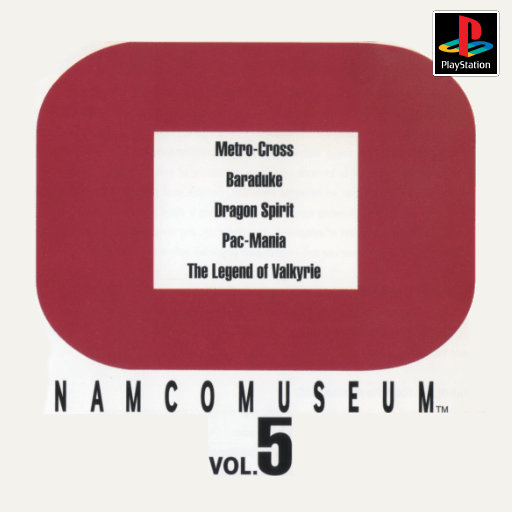 PlayStation
Metro-Cross
Baraduke
Dragon Spirit
Pac-Mania
The Legend of Valkyrie
NAMCOMUSEUM™
VOL.5